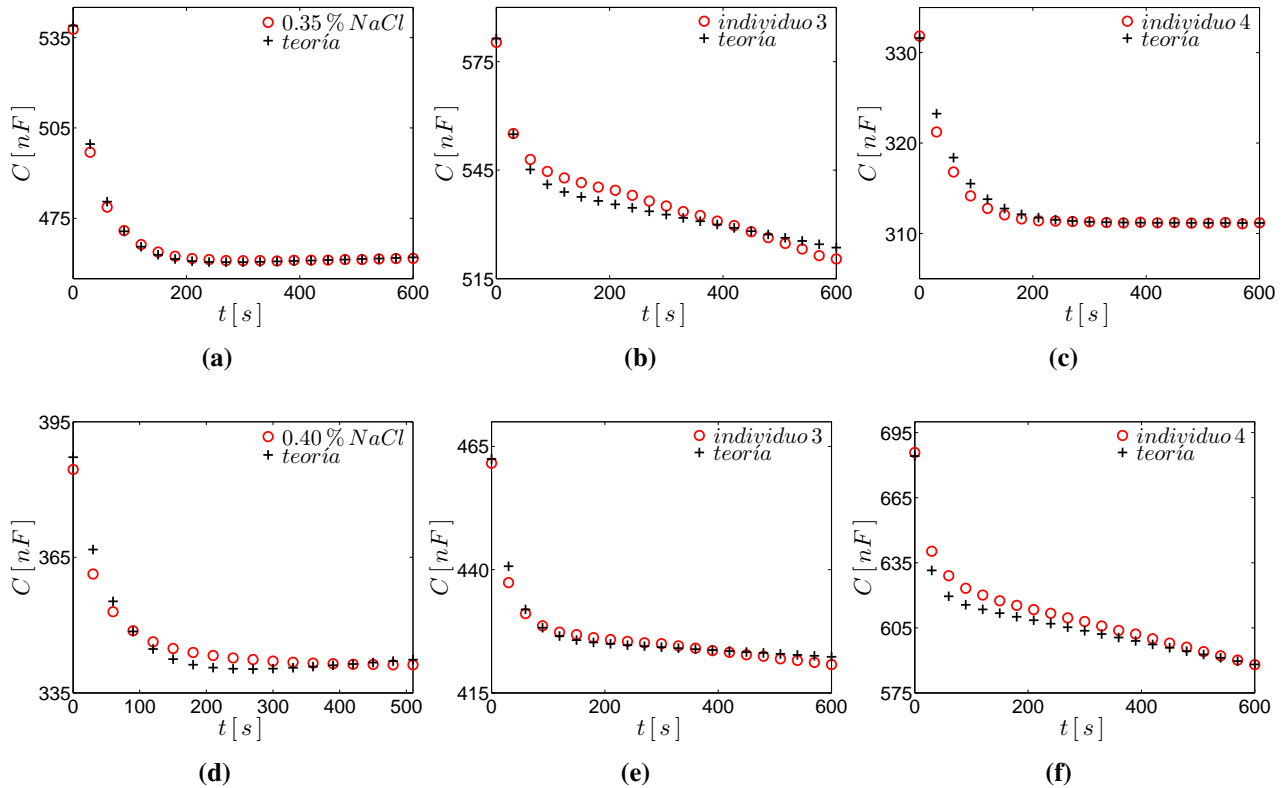 535
505
475
0
200
400
600
C [ nF ]
t [ s ]
0.35 % NaCl
teoría
(a)
575
545
515
0
200
400
600
C [ nF ]
t [ s ]
individuo 3
teoría
(b)
330
320
310
0
200
400
600
C [ nF ]
t [ s ]
individuo 4
teoría
(c)
395
365
335
0
100
200
300
400
500
C [ nF ]
t [ s ]
0.40 % NaCl
teoría
(d)
465
440
415
0
200
400
600
C [ nF ]
t [ s ]
individuo 3
teoría
(e)
695
665
635
605
575
0
200
400
600
C [ nF ]
t [ s ]
individuo 4
teoría
(f)